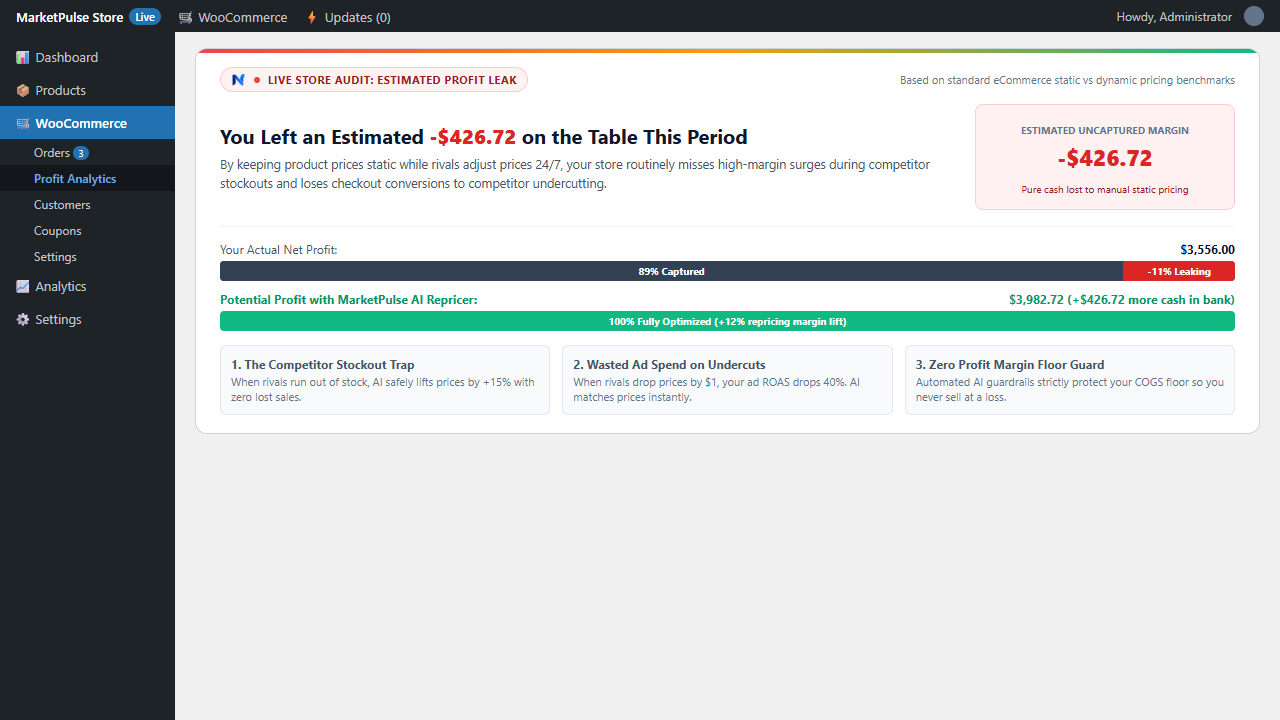 MarketPulse Store Live WooCommerce Updates (0) Howdy, Administrator
Dashboard
Products
WooCommerce
Orders 3
Profit Analytics
Customers
Coupons
Settings
Analytics
Settings
LIVE STORE AUDIT: ESTIMATED PROFIT LEAK
Based on standard eCommerce static vs dynamic pricing benchmarks
You Left an Estimated -$426.72 on the Table This Period
By keeping product prices static while rivals adjust prices 24/7, your store routinely misses high-margin surges during competitor
stockouts and loses checkout conversions to competitor undercutting.
ESTIMATED UNCAPTURED MARGIN
-$426.72
Pure cash lost to manual static pricing
Your Actual Net Profit: $3,556.00
89% Captured -11% Leaking
Potential Profit with MarketPulse AI Repricer: $3,982.72 (+$426.72 more cash in bank)
100% Fully Optimized (+12% repricing margin lift)
1. The Competitor Stockout Trap
When rivals run out of stock, AI safely lifts prices by +15% with
zero lost sales.
2. Wasted Ad Spend on Undercuts
When rivals drop prices by $1, your ad ROAS drops 40%. AI
matches prices instantly.
3. Zero Profit Margin Floor Guard
Automated AI guardrails strictly protect your COGS floor so you
never sell at a loss.